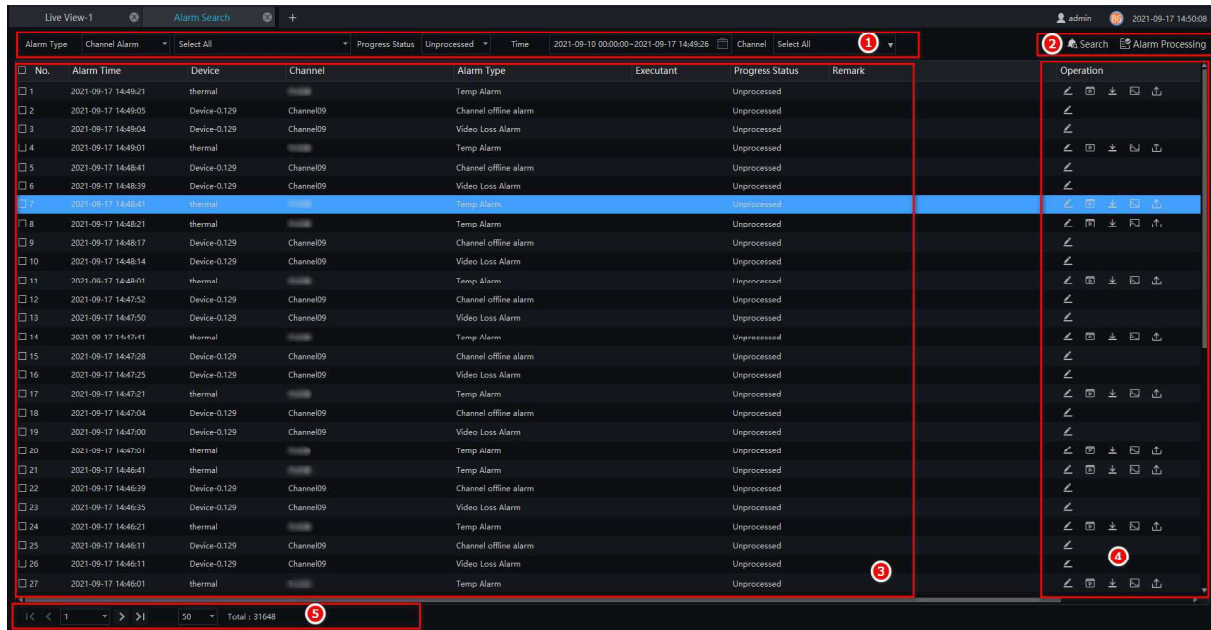 Live View-1 Alarm Search + admin 86 2021-09-17 14:50:08
Alarm Type Channel Alarm Select All Progress Status Unprocessed Time 2021-09-10 00:00:00~2021-09-17 14:49:26 Channel Select All 1 2 Search Alarm Processing
No. Alarm Time Device Channel Alarm Type Executant Progress Status Remark Operation
1 2021-09-17 14:49:21 thermal Temp Alarm Unprocessed
2 2021-09-17 14:49:05 Device-0.129 Channel09 Channel offline alarm Unprocessed
3 2021-09-17 14:49:04 Device-0.129 Channel09 Video Loss Alarm Unprocessed
4 2021-09-17 14:49:01 thermal Temp Alarm Unprocessed
5 2021-09-17 14:48:41 Device-0.129 Channel09 Channel offline alarm Unprocessed
6 2021-09-17 14:48:39 Device-0.129 Channel09 Video Loss Alarm Unprocessed
7 2021-09-17 14:48:41 thermal Temp Alarm Unprocessed
8 2021-09-17 14:48:21 thermal Temp Alarm Unprocessed
9 2021-09-17 14:48:17 Device-0.129 Channel09 Channel offline alarm Unprocessed
10 2021-09-17 14:48:14 Device-0.129 Channel09 Video Loss Alarm Unprocessed
11 2021-09-17 14:48:01 thermal Temp Alarm Unprocessed
12 2021-09-17 14:47:52 Device-0.129 Channel09 Channel offline alarm Unprocessed
13 2021-09-17 14:47:50 Device-0.129 Channel09 Video Loss Alarm Unprocessed
14 2021-09-17 14:47:41 thermal Temp Alarm Unprocessed
15 2021-09-17 14:47:28 Device-0.129 Channel09 Channel offline alarm Unprocessed
16 2021-09-17 14:47:25 Device-0.129 Channel09 Video Loss Alarm Unprocessed
17 2021-09-17 14:47:21 thermal Temp Alarm Unprocessed
18 2021-09-17 14:47:04 Device-0.129 Channel09 Channel offline alarm Unprocessed
19 2021-09-17 14:47:00 Device-0.129 Channel09 Video Loss Alarm Unprocessed
20 2021-09-17 14:47:01 thermal Temp Alarm Unprocessed
21 2021-09-17 14:46:41 thermal Temp Alarm Unprocessed
22 2021-09-17 14:46:39 Device-0.129 Channel09 Channel offline alarm Unprocessed
23 2021-09-17 14:46:35 Device-0.129 Channel09 Video Loss Alarm Unprocessed
24 2021-09-17 14:46:21 thermal Temp Alarm Unprocessed
25 2021-09-17 14:46:11 Device-0.129 Channel09 Channel offline alarm Unprocessed
26 2021-09-17 14:46:11 Device-0.129 Channel09 Video Loss Alarm Unprocessed 3 4
27 2021-09-17 14:46:01 thermal Temp Alarm Unprocessed
1 50 Total : 31648 5